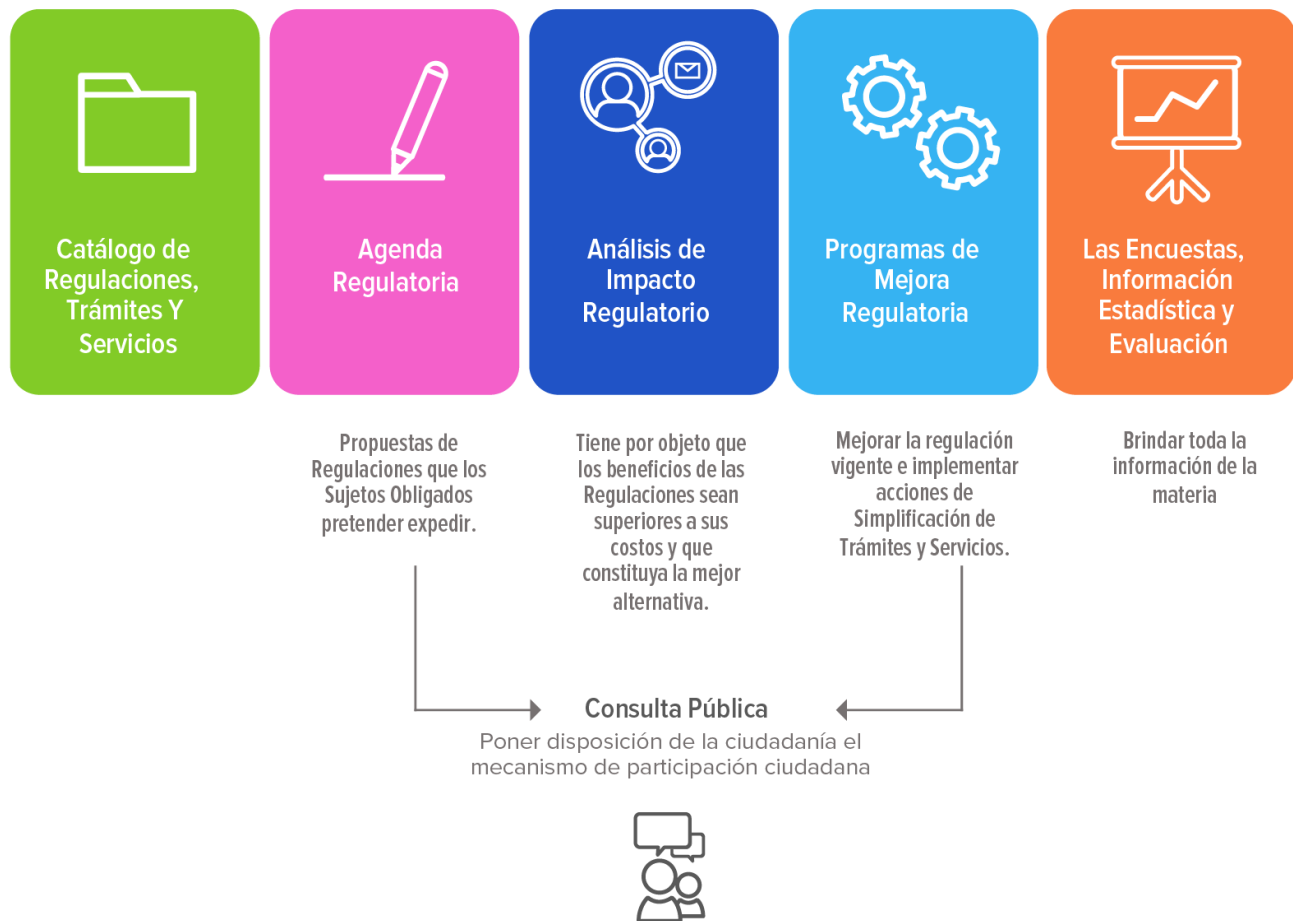 Catálogo de
Regulaciones,
Trámites Y
Servicios
Agenda
Regulatoria
Análisis de
Impacto
Regulatorio
Programas de
Mejora
Regulatoria
Las Encuestas,
Información
Estadística y
Evaluación
Propuestas de
Regulaciones que los
Sujetos Obligados
pretender expedir.
Tiene por objeto que
los beneficios de las
Regulaciones sean
superiores a sus
costos y que
constituya la mejor
alternativa.
Mejorar la regulación
vigente e implementar
acciones de
Simplificación de
Trámites y Servicios.
Brindar toda la
información de la
materia
Consulta Pública
Poner disposición de la ciudadanía el
mecanismo de participación ciudadana